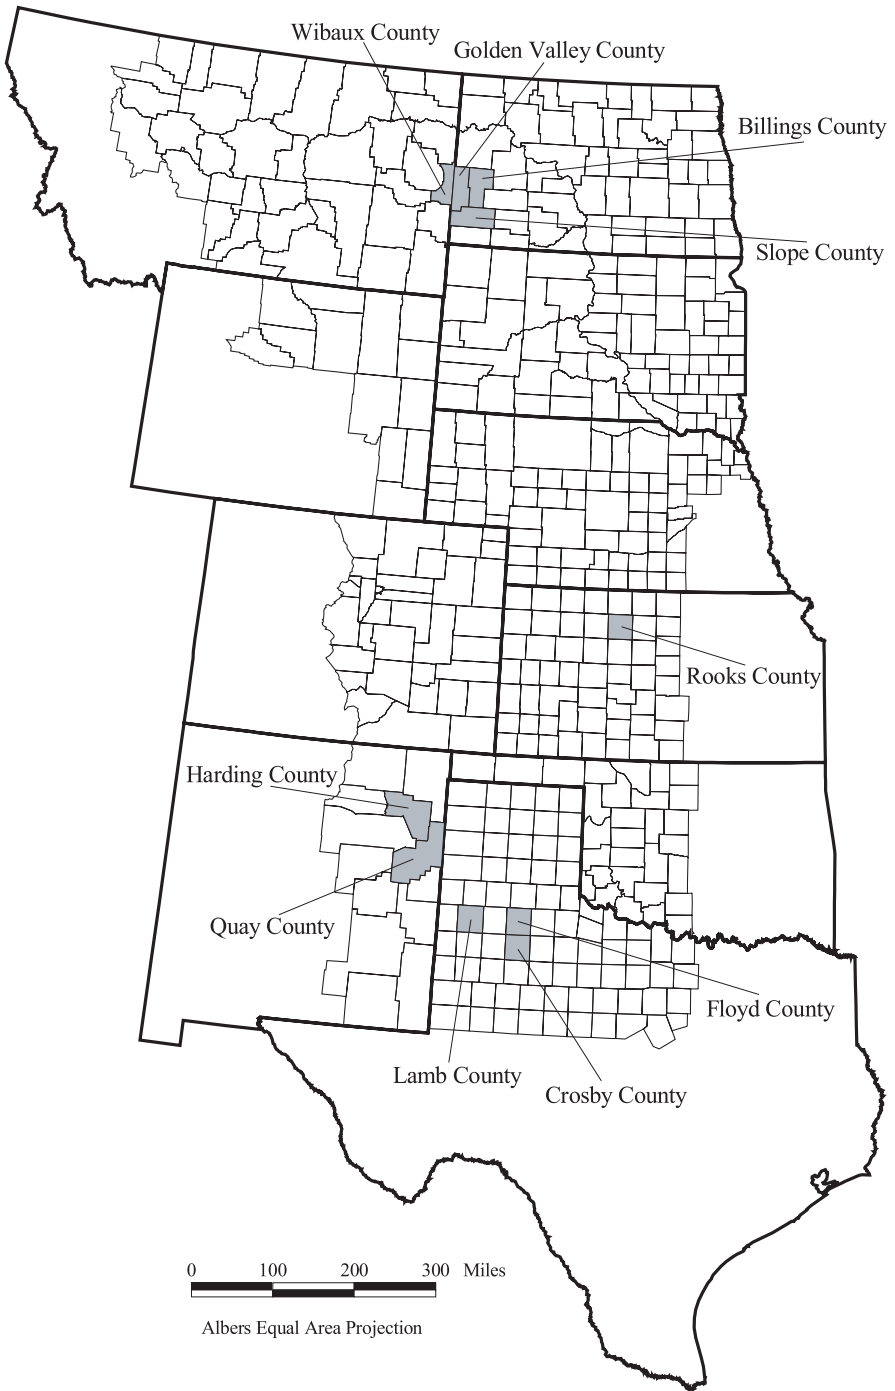 Wibaux County
Golden Valley County
Billings County
Slope County
Rooks County
Harding County
Quay County
Floyd County
Lamb County
Crosby County
0 100 200 300 Miles
Albers Equal Area Projection